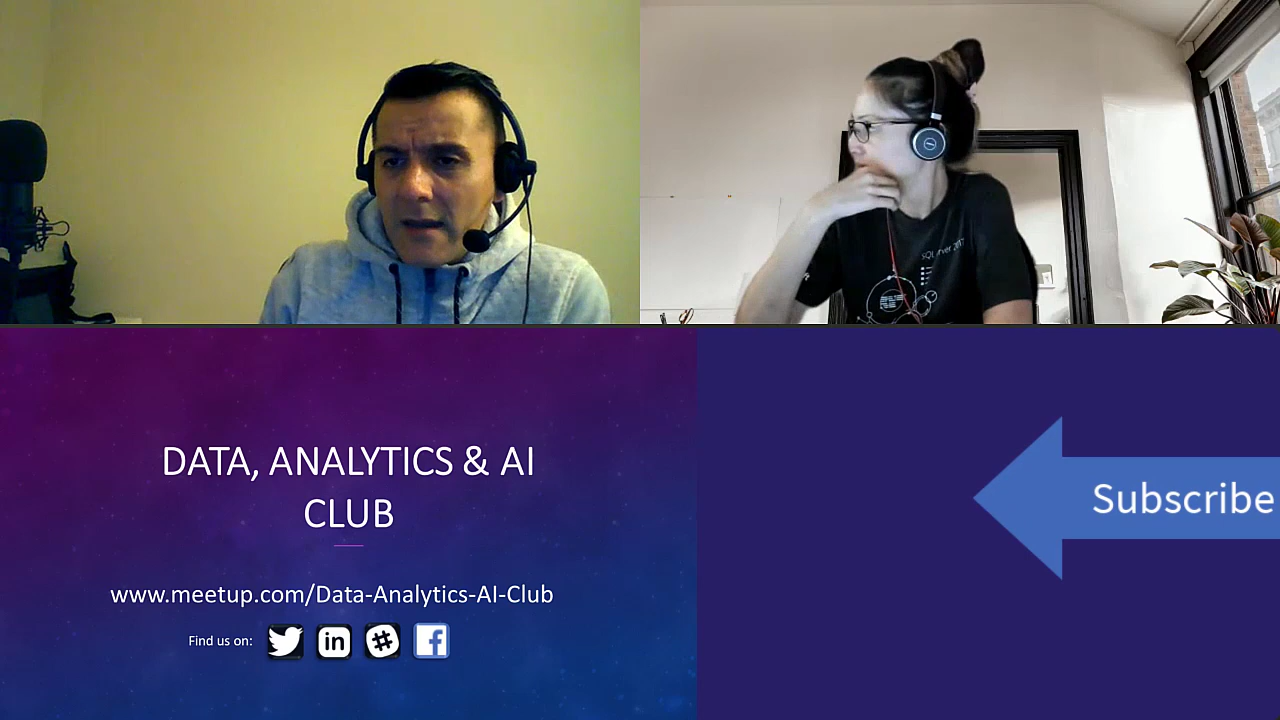 DATA, ANALYTICS & AI
CLUB
www.meetup.com/Data-Analytics-AI-Club
Find us on:
Subscribe